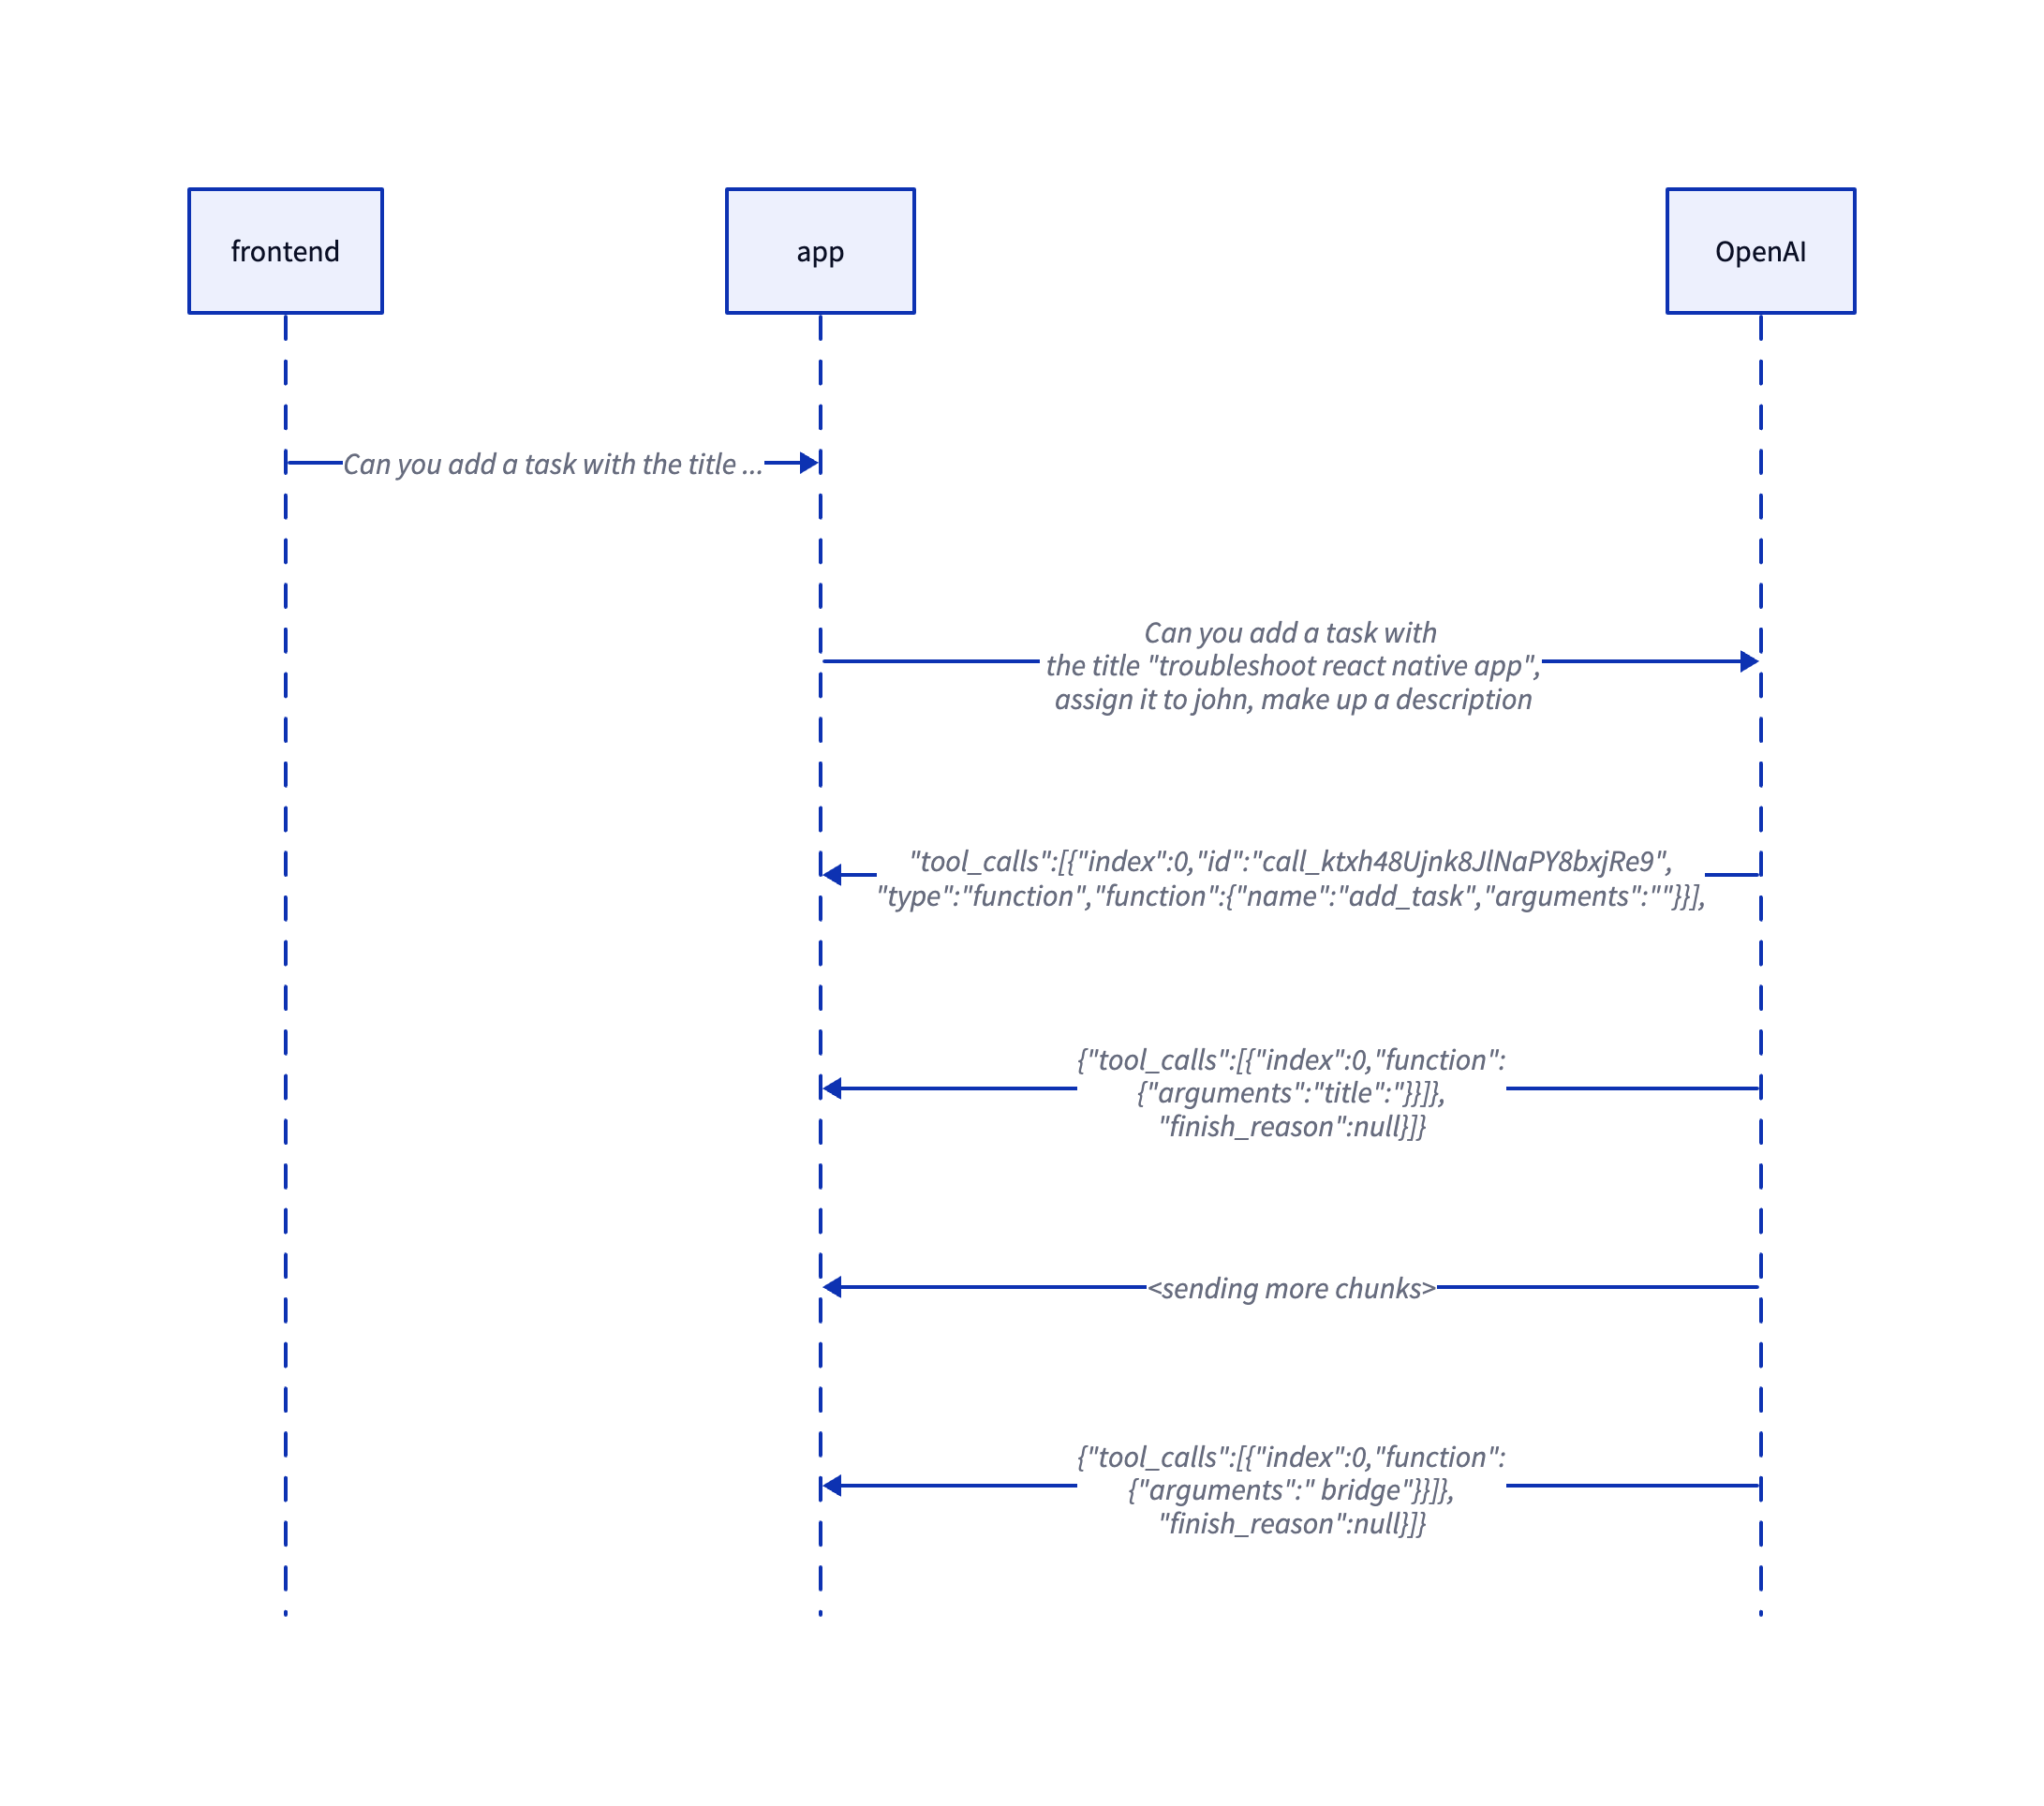 frontend
app
OpenAI
Can you add a task with the title ...
Can you add a task with
the title "troubleshoot react native app",
assign it to john, make up a description
"tool_calls":[{"index":0,"id":"call_ktxh48Ujnk8JlNaPY8bxjRe9",
"type":"function","function":{"name":"add_task","arguments":""}}],
{"tool_calls":[{"index":0,"function":
{"arguments":"title":"}}]},
"finish_reason":null}]}
<sending more chunks>
{"tool_calls":[{"index":0,"function":
{"arguments":" bridge"}}]},
"finish_reason":null}]}